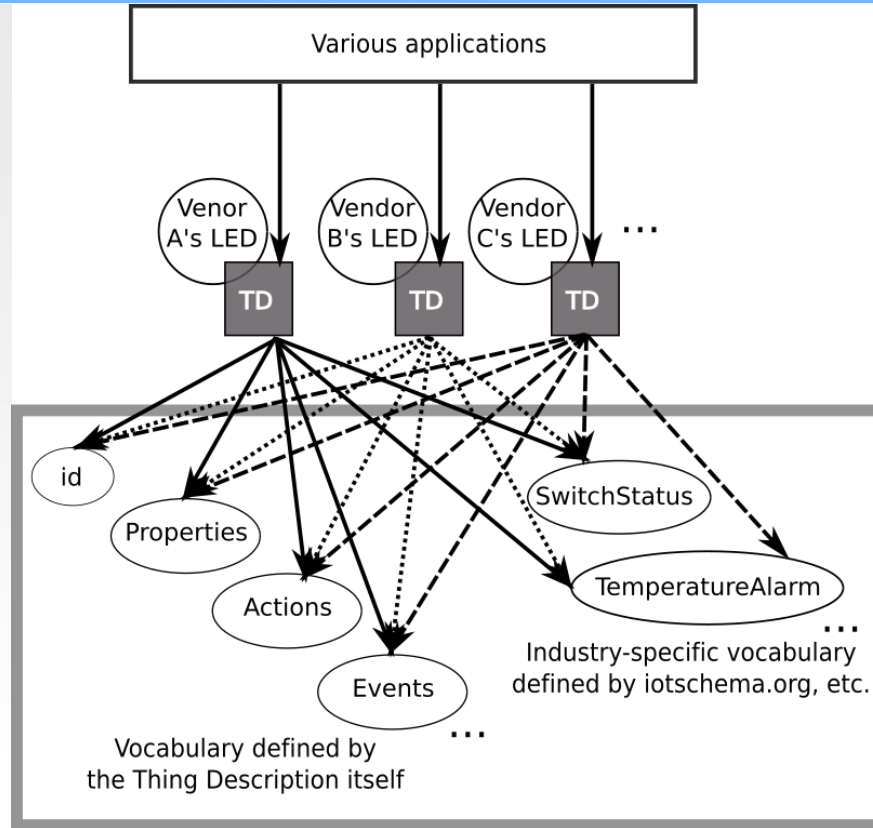 Various applications
Venor
A's LED
Vendor
B's LED
Vendor
C's LED
...
TD
TD
TD
id
Properties
Actions
Events
...
SwitchStatus
TemperatureAlarm
...
Industry-specific vocabulary
defined by iotschema.org, etc.
Vocabulary defined by
the Thing Description itself